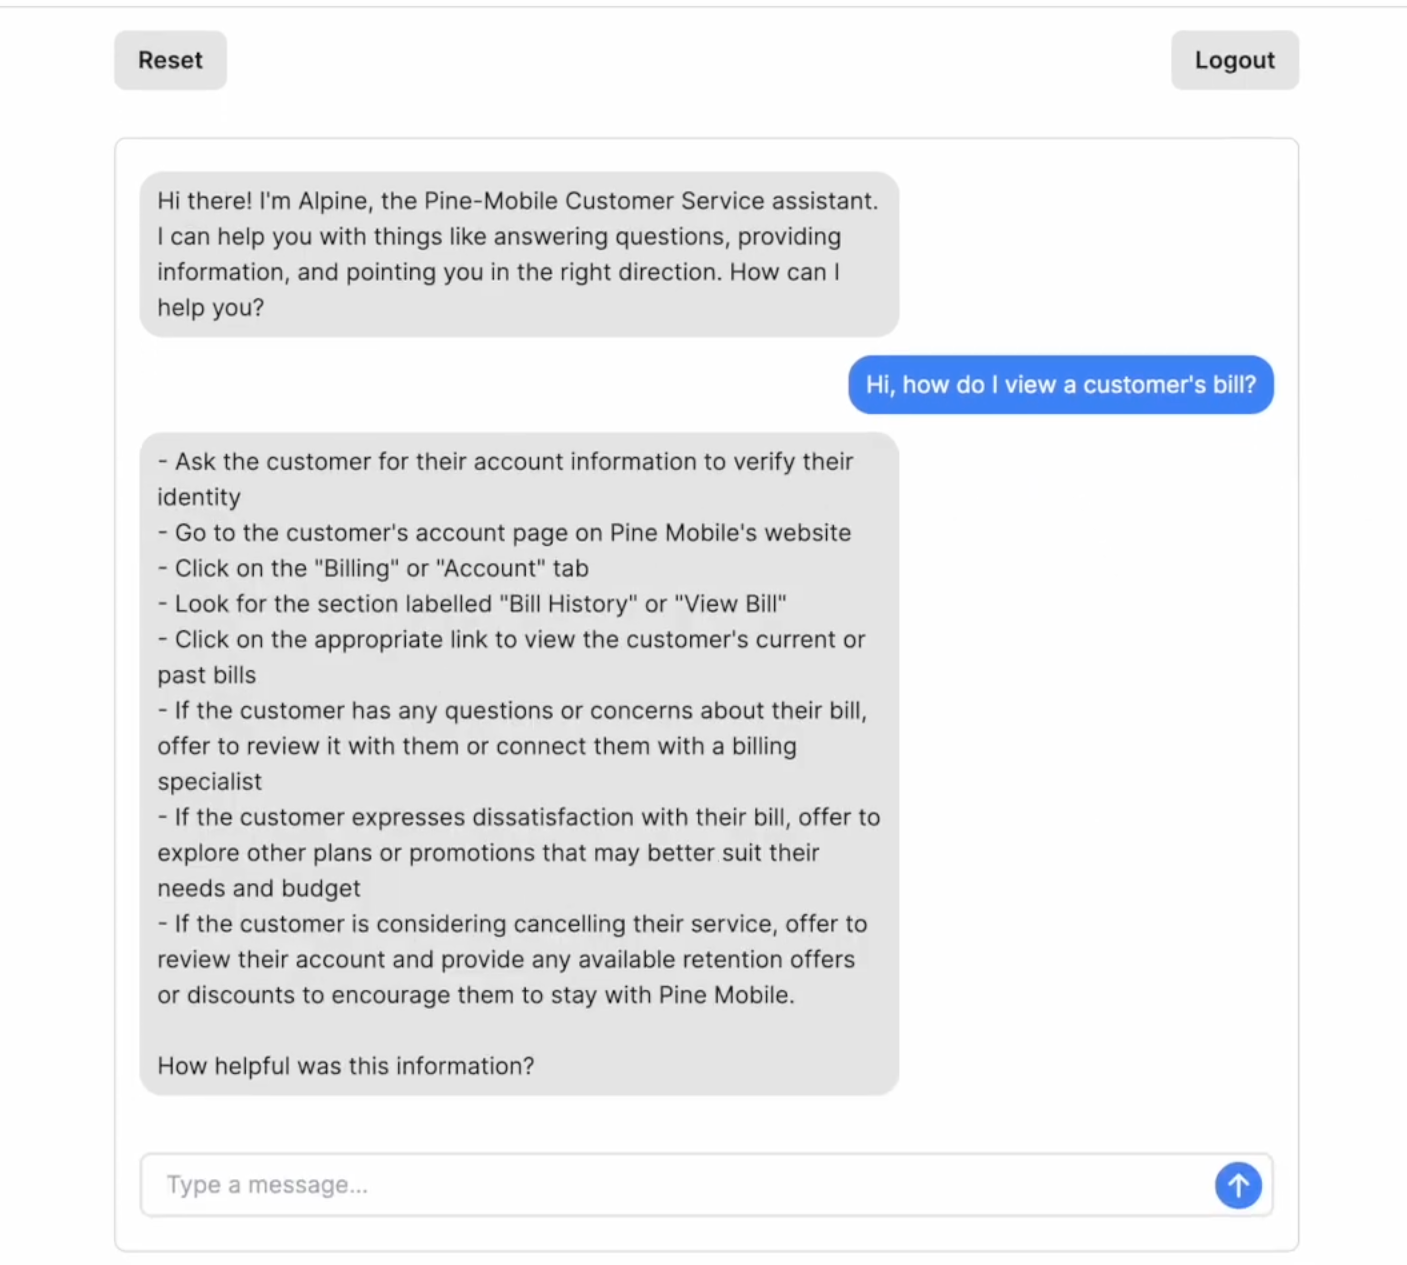 Reset
Logout
Hi there! I'm Alpine, the Pine-Mobile Customer Service assistant.
I can help you with things like answering questions, providing
information, and pointing you in the right direction. How can I
help you?
Hi, how do I view a customer's bill?
- Ask the customer for their account information to verify their
identity
- Go to the customer's account page on Pine Mobile's website
- Click on the "Billing" or "Account" tab
- Look for the section labelled "Bill History" or "View Bill"
- Click on the appropriate link to view the customer's current or
past bills
- If the customer has any questions or concerns about their bill,
offer to review it with them or connect them with a billing
specialist
- If the customer expresses dissatisfaction with their bill, offer to
explore other plans or promotions that may better suit their
needs and budget
- If the customer is considering cancelling their service, offer to
review their account and provide any available retention offers
or discounts to encourage them to stay with Pine Mobile.
How helpful was this information?
Type a message...